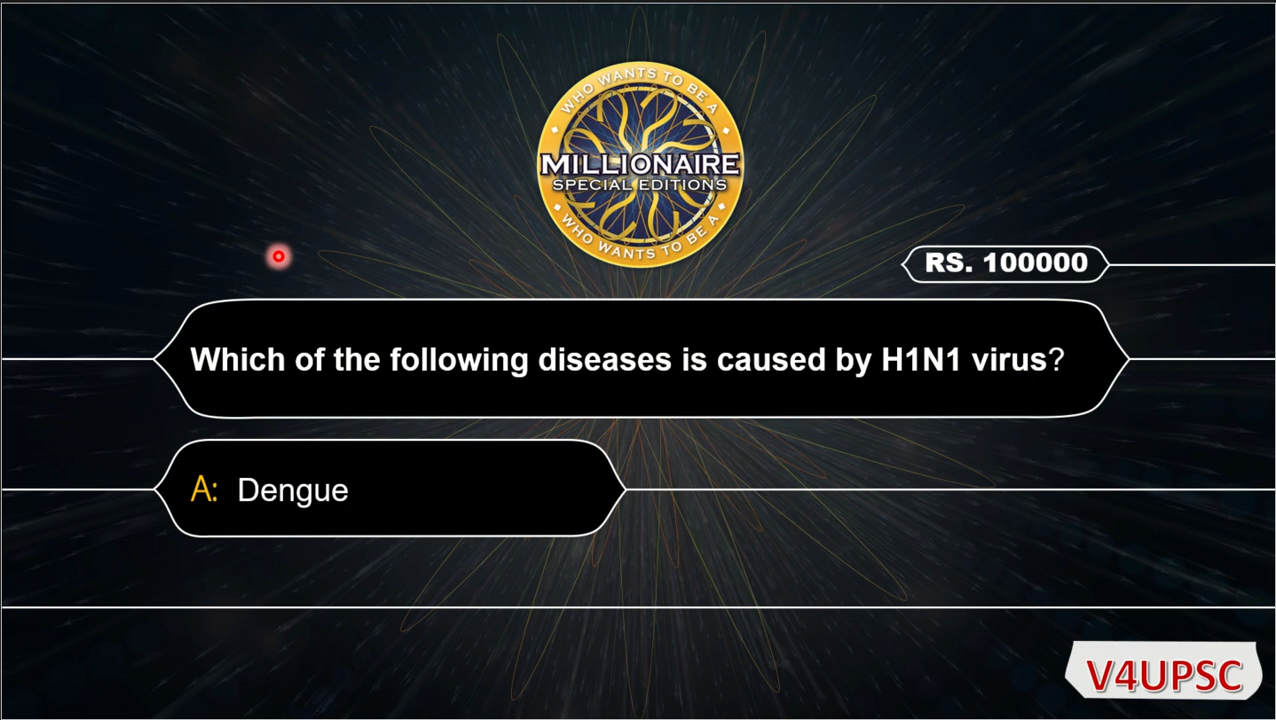 WHO WANTS TO BE A
MILLIONAIRE
SPECIAL EDITIONS
WHO WANTS TO BE A
RS. 100000
Which of the following diseases is caused by H1N1 virus?
A: Dengue
V4UPSC